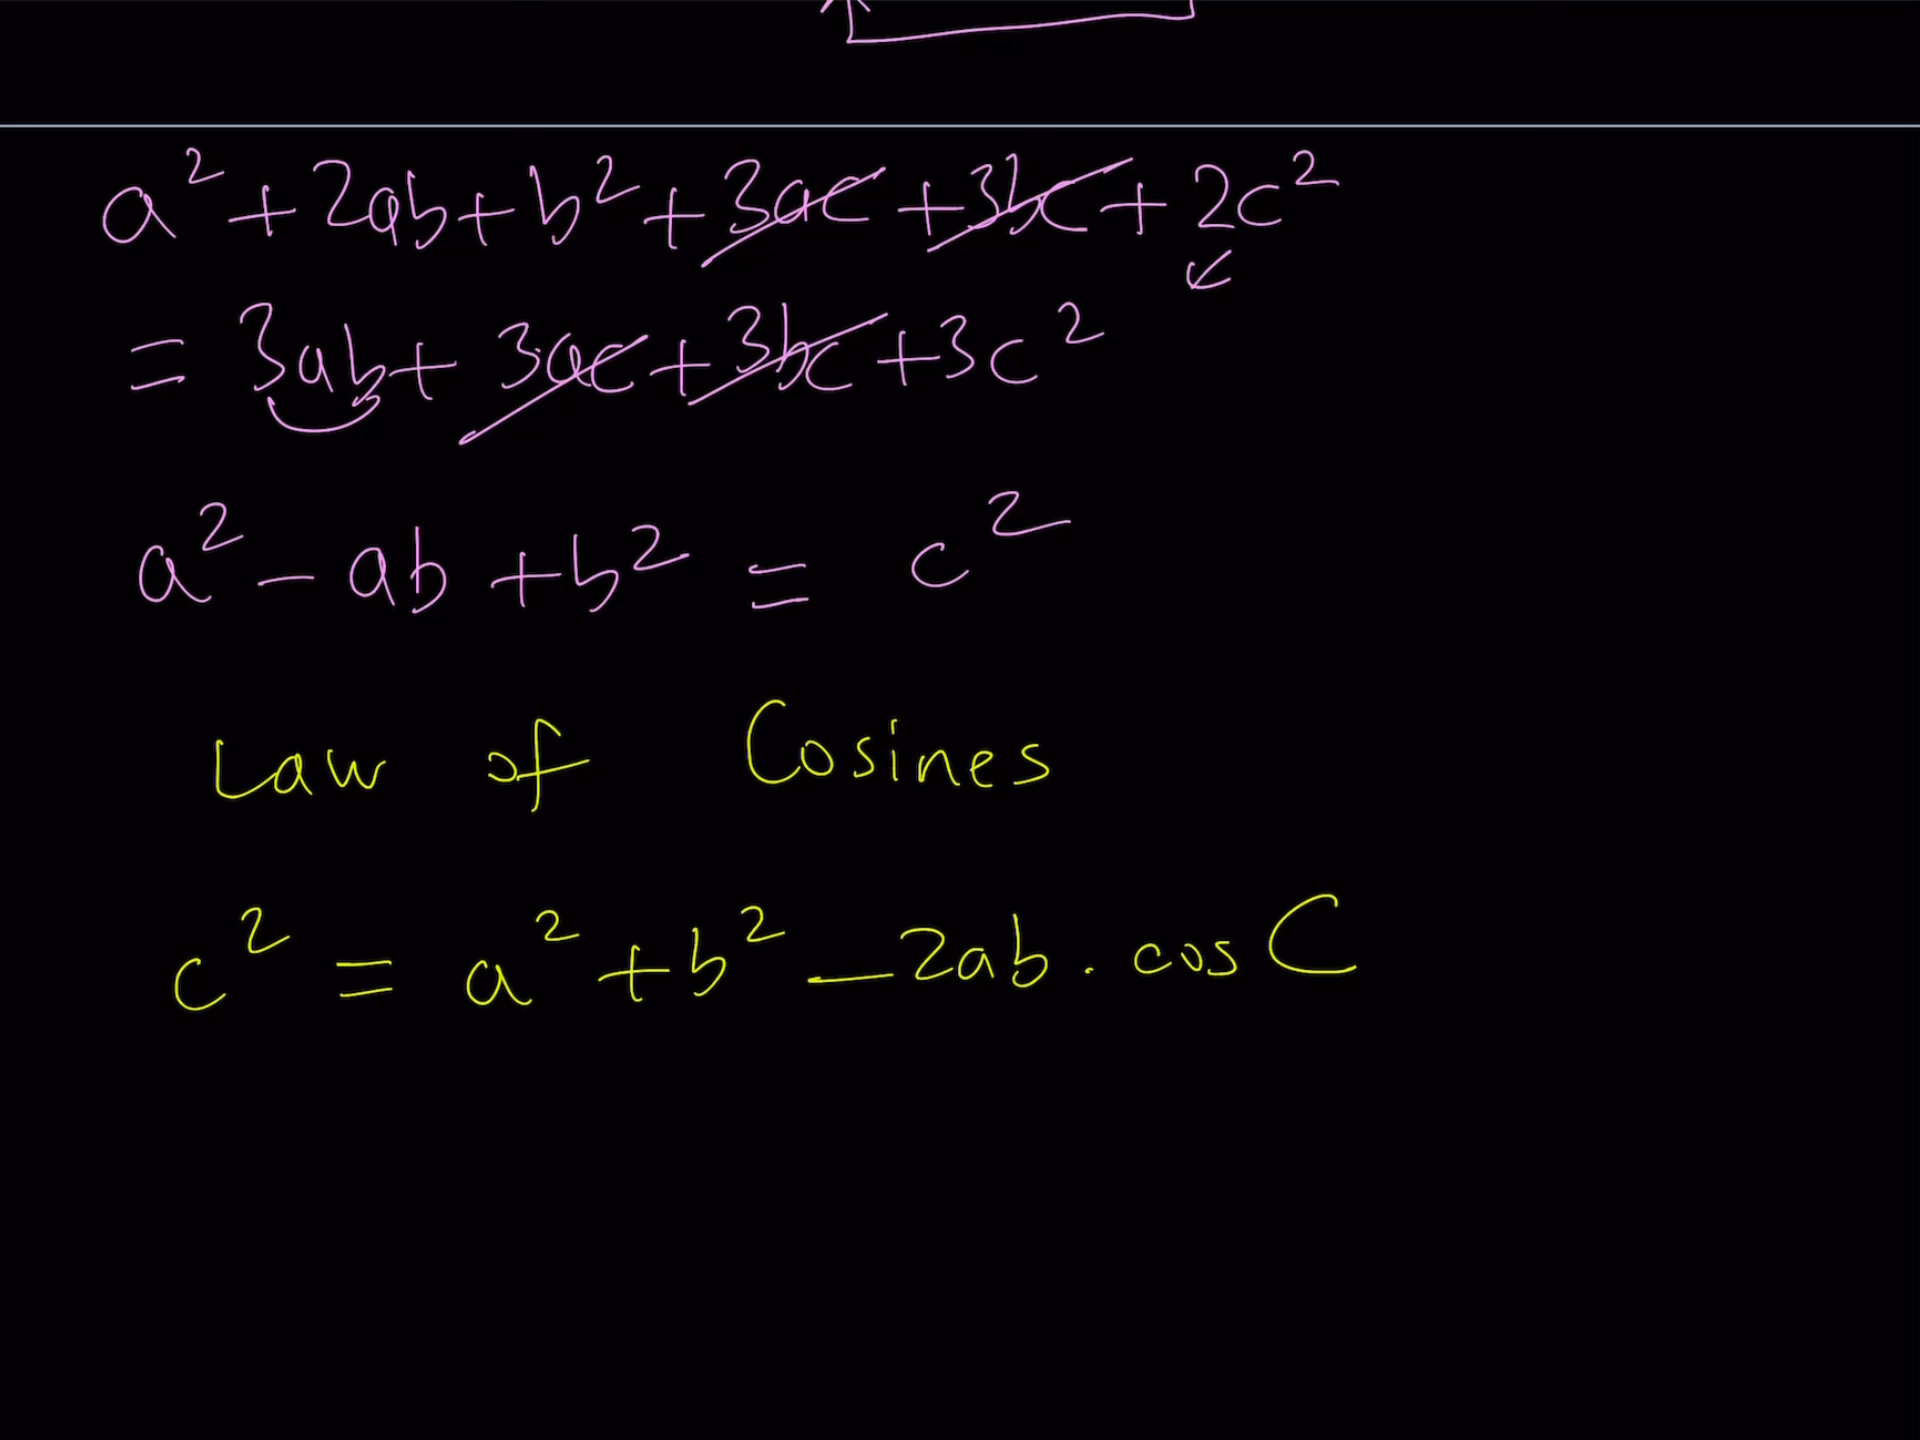 a² + 2ab + b² + 3ac + 3bc + 2c²
= 3ab + 3ac + 3bc + 3c²
a² - ab + b² = c²
Law of Cosines
c² = a² + b² - 2ab . cos C